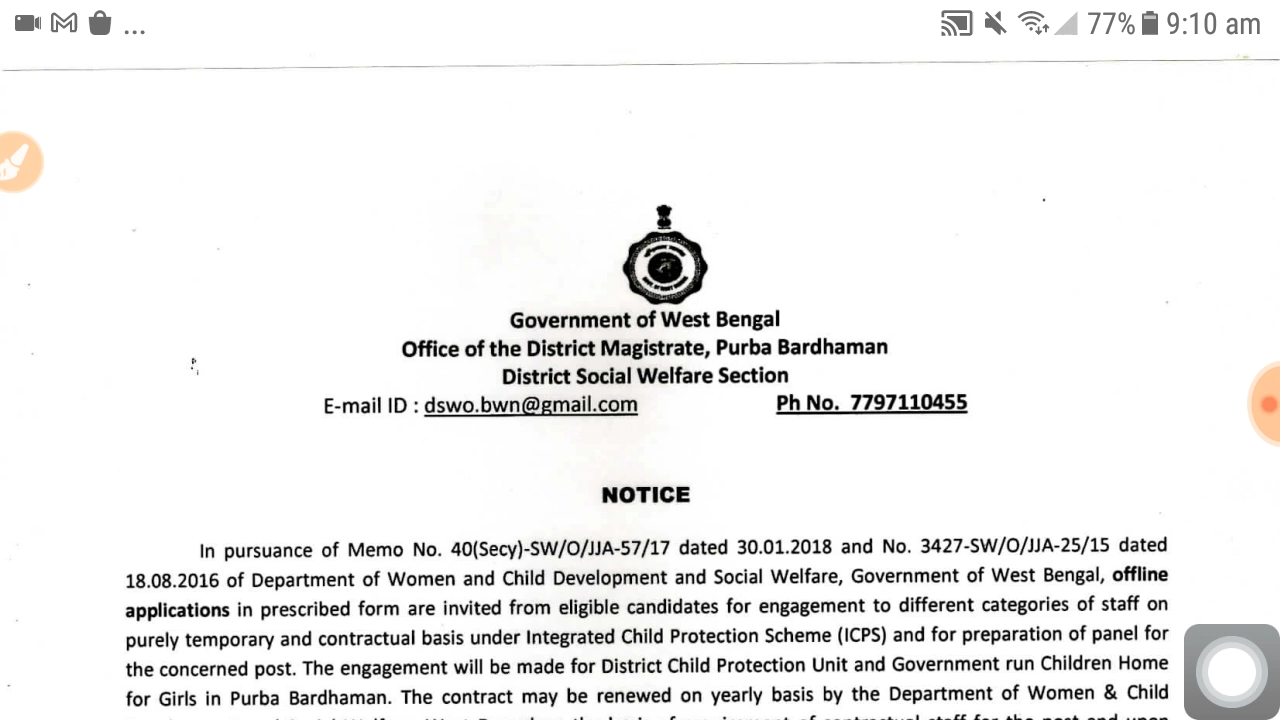 ... 77% 9:10 am
Government of West Bengal
Office of the District Magistrate, Purba Bardhaman
District Social Welfare Section
E-mail ID : dswo.bwn@gmail.com Ph No. 7797110455
NOTICE
In pursuance of Memo No. 40(Secy)-SW/O/JJA-57/17 dated 30.01.2018 and No. 3427-SW/O/JJA-25/15 dated
18.08.2016 of Department of Women and Child Development and Social Welfare, Government of West Bengal, offline
applications in prescribed form are invited from eligible candidates for engagement to different categories of staff on
purely temporary and contractual basis under Integrated Child Protection Scheme (ICPS) and for preparation of panel for
the concerned post. The engagement will be made for District Child Protection Unit and Government run Children Home
for Girls in Purba Bardhaman. The contract may be renewed on yearly basis by the Department of Women & Child